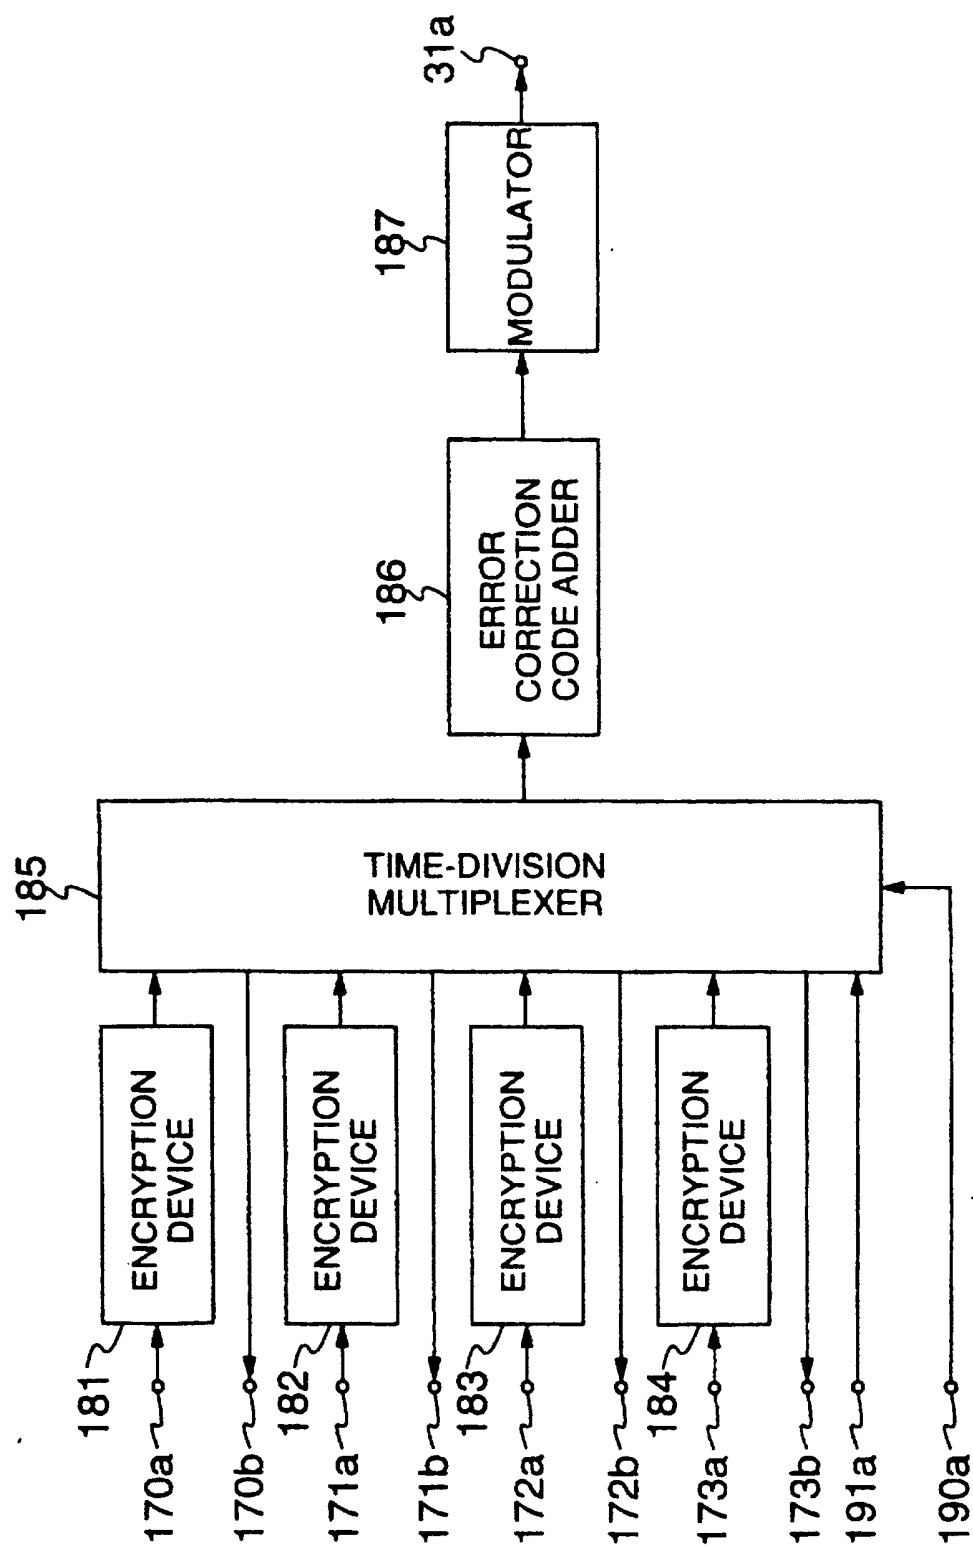 31a
187
MODULATOR
186
ERROR
CORRECTION
CODE ADDER
185
TIME-DIVISION
MULTIPLEXER
181
ENCRYPTION
DEVICE
182
ENCRYPTION
DEVICE
183
ENCRYPTION
DEVICE
184
ENCRYPTION
DEVICE
170a
170b
171a
171b
172a
172b
173a
173b
191a
190a